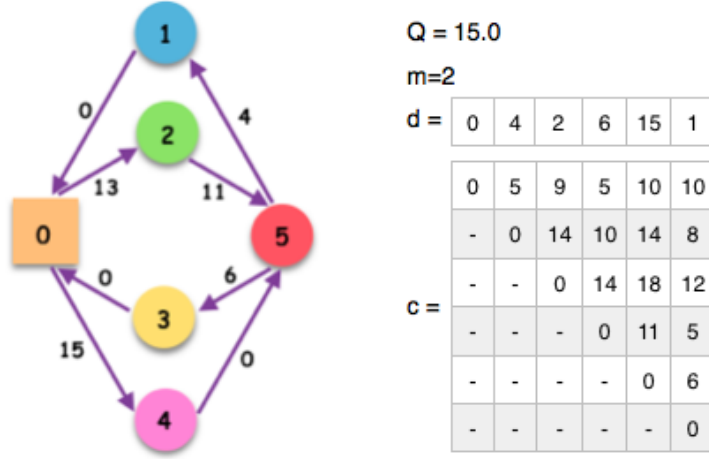 1
0
4
2
13
11
0
5
0
6
3
15
0
4
Q = 15.0
m=2
d = 0 4 2 6 15 1
0 5 9 5 10 10
- 0 14 10 14 8
- - 0 14 18 12
c =
- - - 0 11 5
- - - - 0 6
- - - - - 0